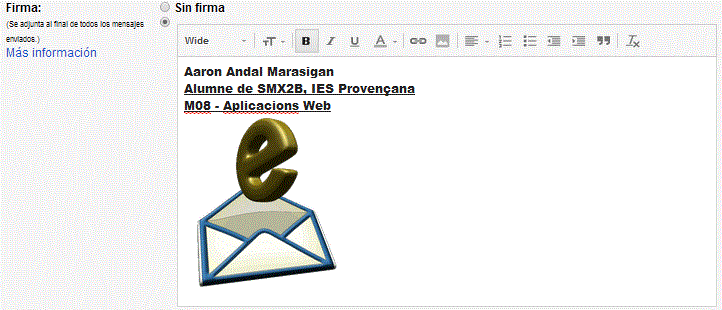 Firma:
(Se adjunta al final de todos los mensajes
enviados.)
Más información
Sin firma
Wide
Aaron Andal Marasigan
Alumne de SMX2B, IES Provençana
M08 - Aplicacions Web
e